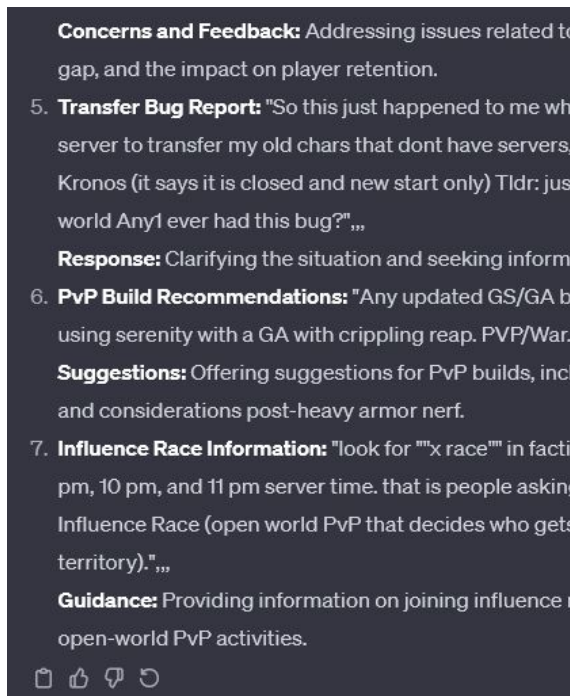 Concerns and Feedback: Addressing issues related to
gap, and the impact on player retention.
5. Transfer Bug Report: "So this just happened to me wh
server to transfer my old chars that dont have servers,
Kronos (it says it is closed and new start only) Tldr: jus
world Any1 ever had this bug?",,,
Response: Clarifying the situation and seeking inform
6. PvP Build Recommendations: "Any updated GS/GA b
using serenity with a GA with crippling reap. PVP/War.
Suggestions: Offering suggestions for PvP builds, incl
and considerations post-heavy armor nerf.
7. Influence Race Information: "look for ""x race"" in facti
pm, 10 pm, and 11 pm server time. that is people asking
Influence Race (open world PvP that decides who gets
territory).",,,
Guidance: Providing information on joining influence r
open-world PvP activities.